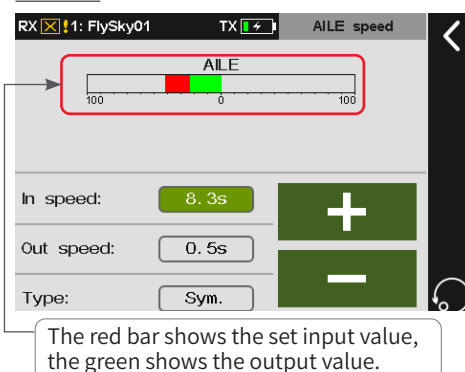 RX !1: FlySky01 TX AILE speed
AILE
100 0 100
In speed: 8.3s
Out speed: 0.5s
Type: Sym.
The red bar shows the set input value,
the green shows the output value.